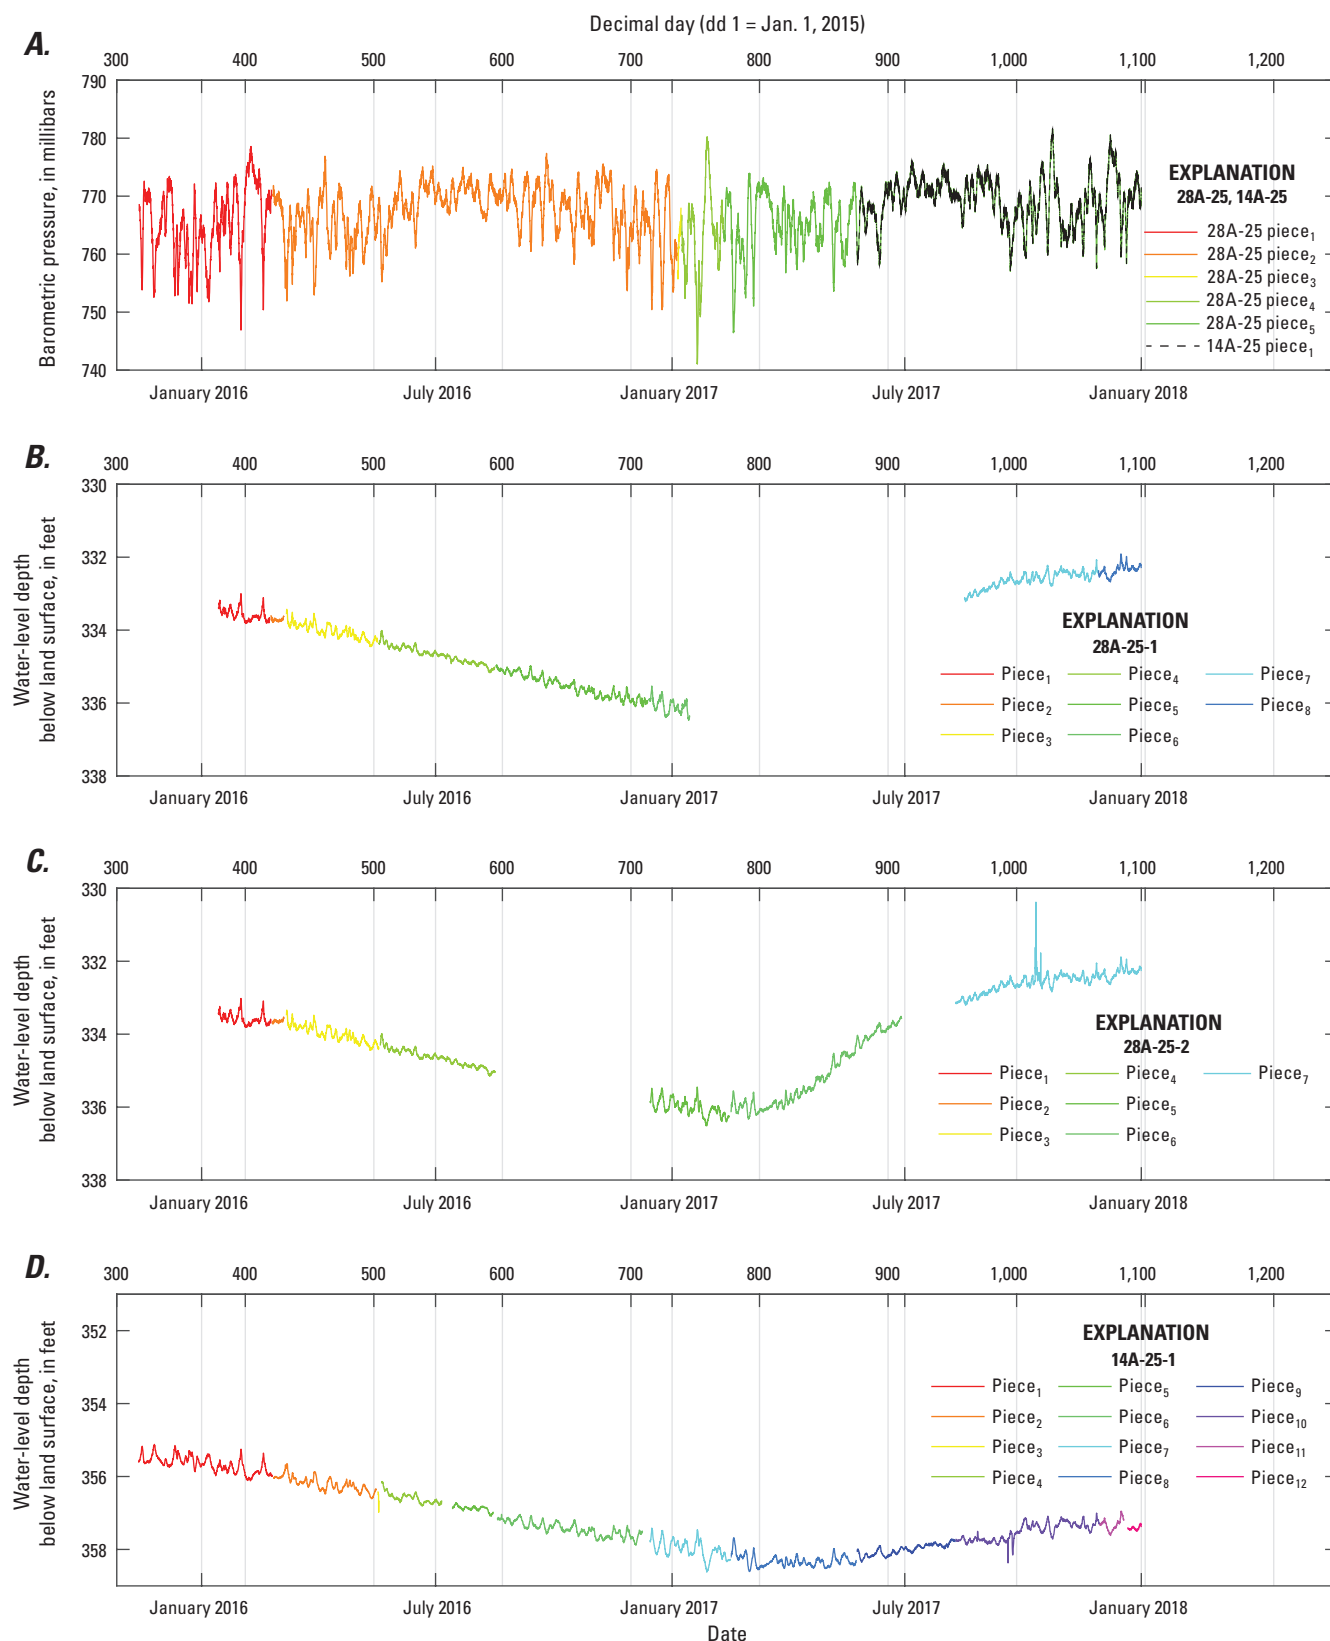 Decimal day (dd 1 = Jan. 1, 2015)
A.
300 400 500 600 700 800 900 1,000 1,100 1,200
790
780
770
760
750
740
Barometric pressure, in millibars
EXPLANATION
28A-25, 14A-25
28A-25 piece1
28A-25 piece2
28A-25 piece3
28A-25 piece4
28A-25 piece5
14A-25 piece1
January 2016 July 2016 January 2017 July 2017 January 2018
B.
300 400 500 600 700 800 900 1,000 1,100 1,200
330
332
334
336
338
Water-level depth
below land surface, in feet
EXPLANATION
28A-25-1
Piece1 Piece4 Piece7
Piece2 Piece5 Piece8
Piece3 Piece6
January 2016 July 2016 January 2017 July 2017 January 2018
C.
300 400 500 600 700 800 900 1,000 1,100 1,200
330
332
334
336
338
Water-level depth
below land surface, in feet
EXPLANATION
28A-25-2
Piece1 Piece4 Piece7
Piece2 Piece5
Piece3 Piece6
January 2016 July 2016 January 2017 July 2017 January 2018
D.
300 400 500 600 700 800 900 1,000 1,100 1,200
352
354
356
358
Water-level depth
below land surface, in feet
EXPLANATION
14A-25-1
Piece1 Piece5 Piece9
Piece2 Piece6 Piece10
Piece3 Piece7 Piece11
Piece4 Piece8 Piece12
January 2016 July 2016 January 2017 July 2017 January 2018
Date